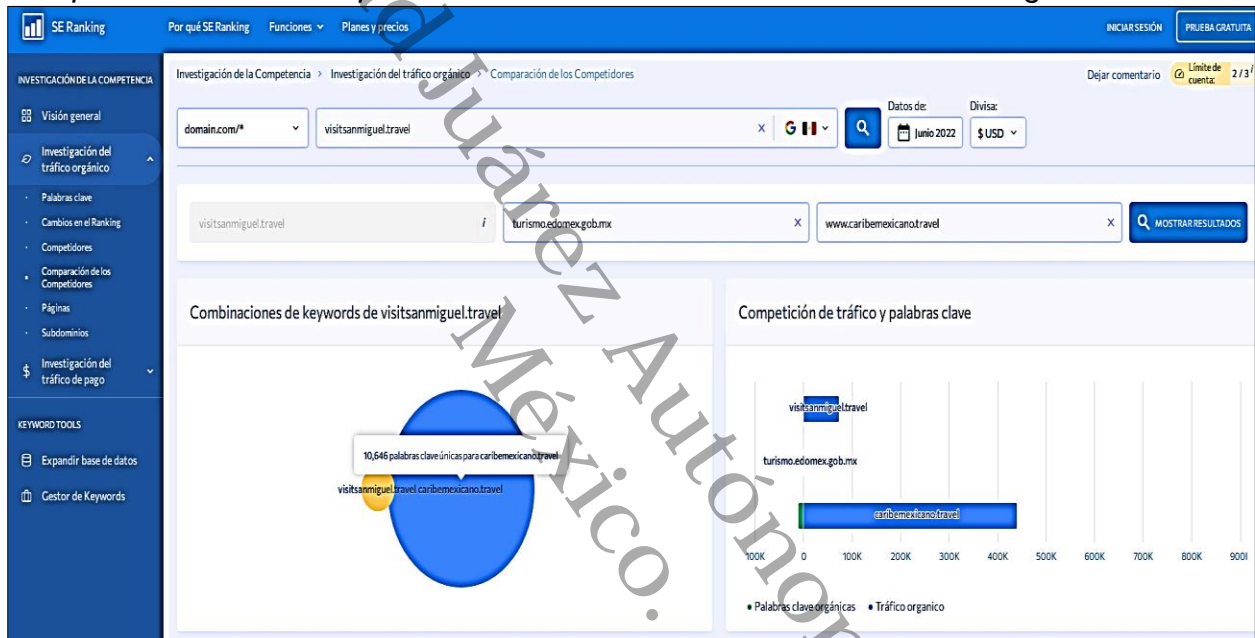 SE Ranking Por qué SE Ranking Funciones Planes y precios INICIAR SESIÓN PRUEBA GRATUITA
INVESTIGACIÓN DE LA COMPETENCIA
Visión general
Investigación del
tráfico orgánico
Palabras clave
Cambios en el Ranking
Competidores
Comparación de los
Competidores
Páginas
Subdominios
Investigación del
tráfico de pago
KEYWORD TOOLS
Expandir base de datos
Gestor de Keywords
Investigación de la Competencia > Investigación del tráfico orgánico > Comparación de los Competidores
Dejar comentario Límite de
cuenta: 2 / 3
Datos de: Divisa:
domain.com/* visitsanmiguel.travel X G Junio 2022 $ USD
visitsanmiguel.travel i turismo.edomex.gob.mx X www.caribemexicano.travel X MOSTRAR RESULTADOS
Combinaciones de keywords de visitsanmiguel.travel
10,646 palabras clave únicas para caribemexicano.travel
visitsanmiguel.travel caribemexicano.travel
Competición de tráfico y palabras clave
visitsanmiguel.travel
turismo.edomex.gob.mx
caribemexicano.travel
100K 0 100K 200K 300K 400K 500K 600K 700K 800K
• Palabras clave orgánicas • Tráfico organico
Juárez Autónoma
México.